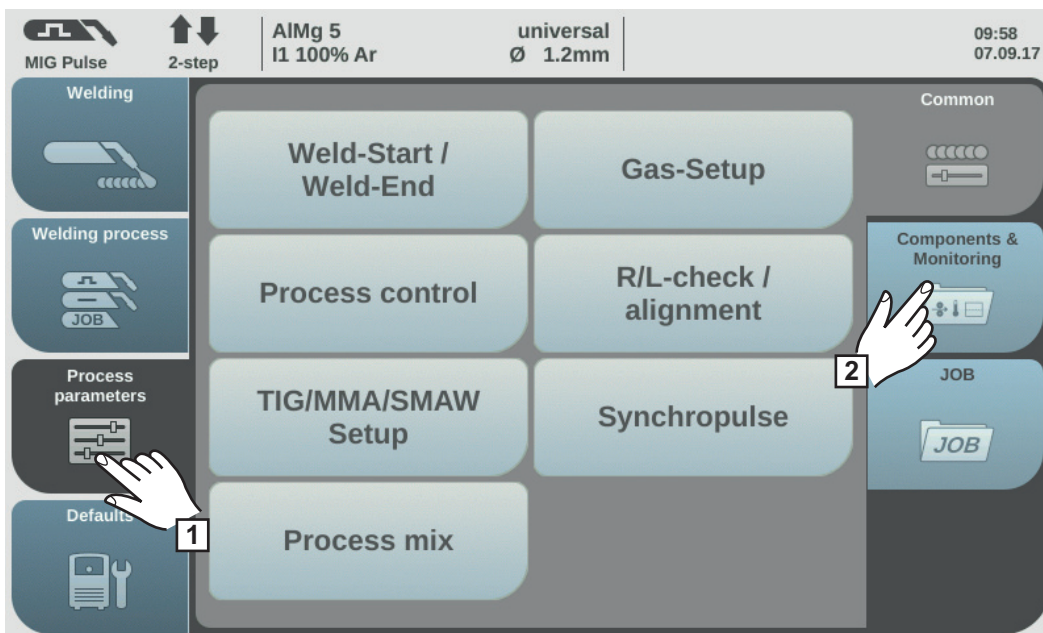 MIG Pulse
2-step
AlMg 5
I1 100% Ar
universal
Ø 1.2mm
09:58
07.09.17
Welding
Welding process
JOB
Process
parameters
1
Defaults
Weld-Start /
Weld-End
Gas-Setup
Process control
R/L-check /
alignment
TIG/MMA/SMAW
Setup
Synchropulse
Process mix
Common
Components &
Monitoring
2
JOB
JOB